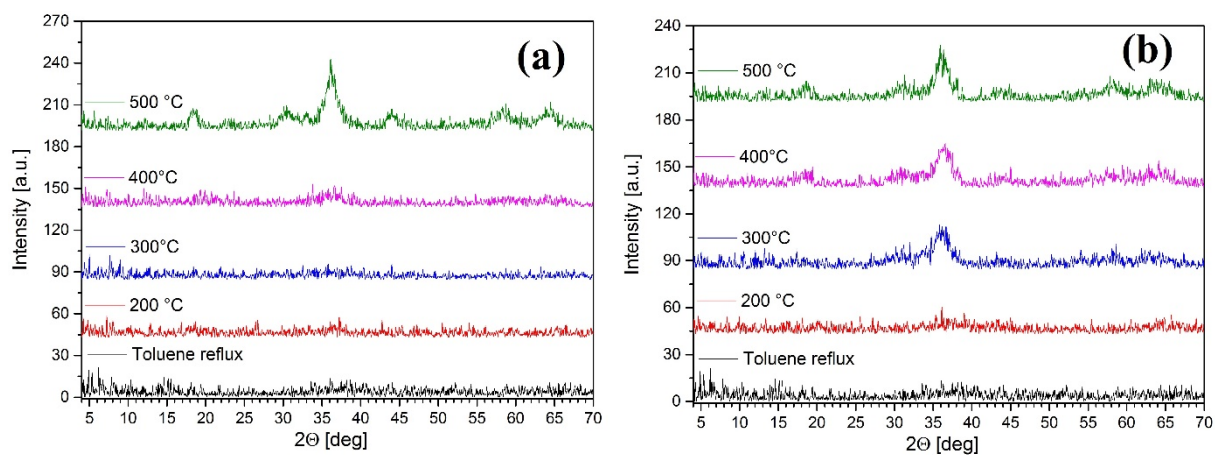 (a)
270
240
210
180
150
120
90
60
30
0
Intensity [a.u.]
500 °C
400°C
300°C
200 °C
Toluene reflux
5 10 15 20 25 30 35 40 45 50 55 60 65 70
2Θ [deg]
(b)
240
210
180
150
120
90
60
30
0
Intensity [a.u.]
500 °C
400°C
300°C
200 °C
Toluene reflux
5 10 15 20 25 30 35 40 45 50 55 60 65 70
2Θ [deg]